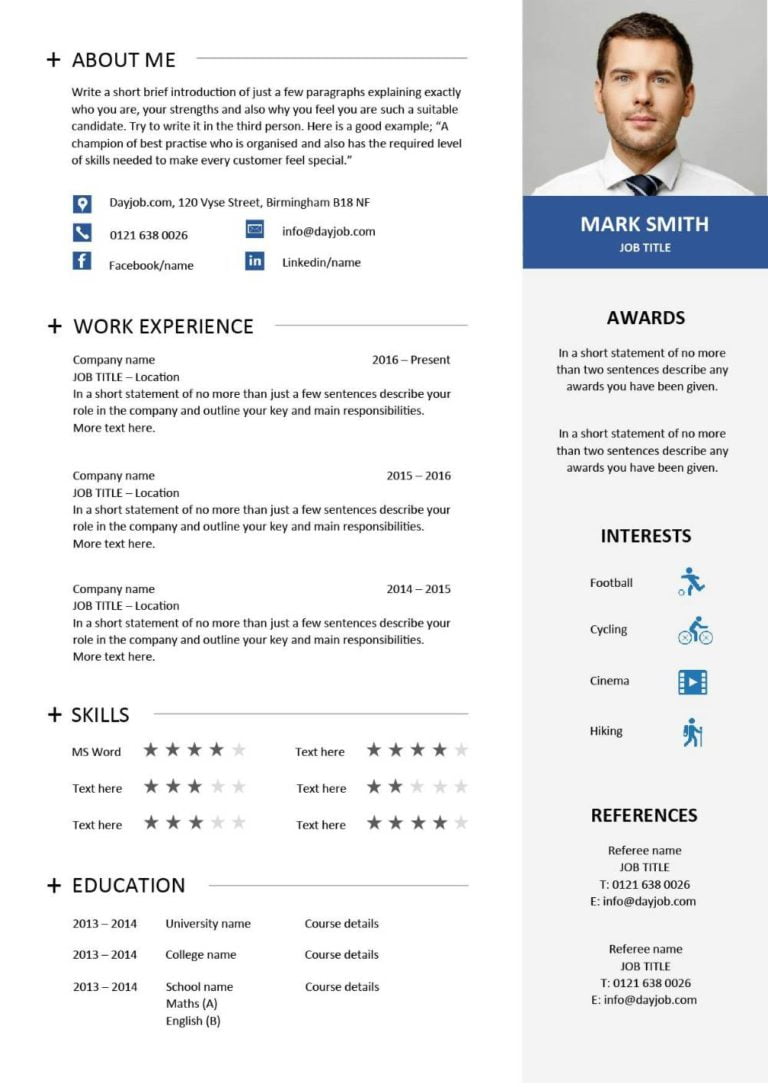 + ABOUT ME
Write a short brief introduction of just a few paragraphs explaining exactly
who you are, your strengths and also why you feel you are such a suitable
candidate. Try to write it in the third person. Here is a good example; “A
champion of best practise who is organised and also has the required level
of skills needed to make every customer feel special.”
Dayjob.com, 120 Vyse Street, Birmingham B18 NF
0121 638 0026
info@dayjob.com
f Facebook/name
in Linkedin/name
+ WORK EXPERIENCE
Company name 2016 – Present
JOB TITLE – Location
In a short statement of no more than just a few sentences describe your
role in the company and outline your key and main responsibilities.
More text here.
Company name 2015 – 2016
JOB TITLE – Location
In a short statement of no more than just a few sentences describe your
role in the company and outline your key and main responsibilities.
More text here.
Company name 2014 – 2015
JOB TITLE – Location
In a short statement of no more than just a few sentences describe your
role in the company and outline your key and main responsibilities.
More text here.
+ SKILLS
MS Word ★★★★★ Text here ★★★★★
Text here ★★★★★ Text here ★★★★★
Text here ★★★★★ Text here ★★★★★
+ EDUCATION
2013 – 2014 University name Course details
2013 – 2014 College name Course details
2013 – 2014 School name Course details
Maths (A)
English (B)
MARK SMITH
JOB TITLE
AWARDS
In a short statement of no more
than two sentences describe any
awards you have been given.
In a short statement of no more
than two sentences describe any
awards you have been given.
INTERESTS
Football
Cycling
Cinema
Hiking
REFERENCES
Referee name
JOB TITLE
T: 0121 638 0026
E: info@dayjob.com
Referee name
JOB TITLE
T: 0121 638 0026
E: info@dayjob.com